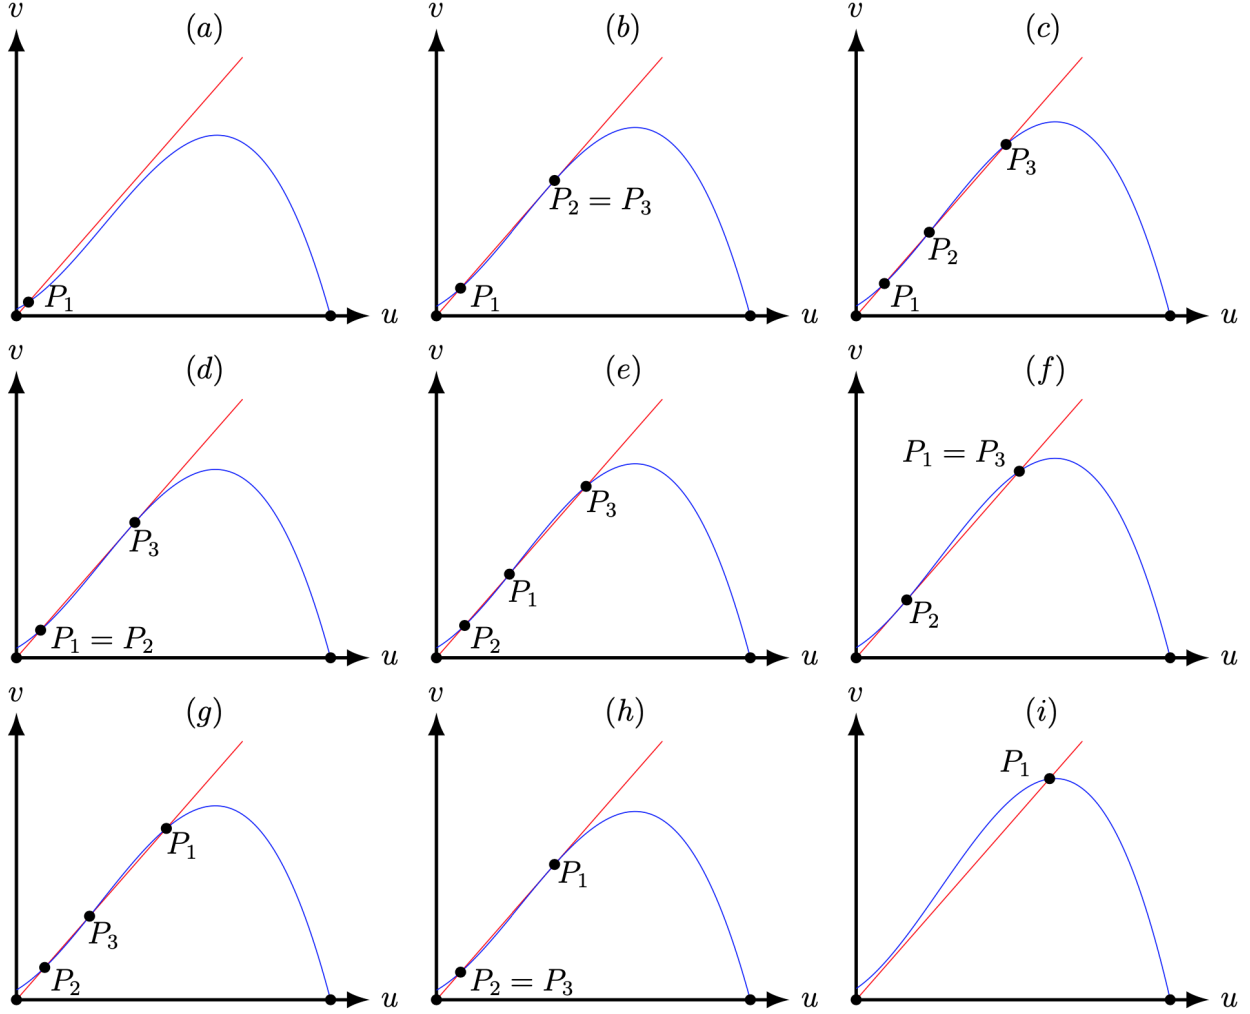 v (a)
P₁
u
v (b)
P₂ = P₃
P₁
u
v (c)
P₃
P₂
P₁
u
v (d)
P₃
P₁ = P₂
u
v (e)
P₃
P₁
P₂
u
v (f)
P₁ = P₃
P₂
u
v (g)
P₁
P₃
P₂
u
v (h)
P₁
P₂ = P₃
u
v (i)
P₁
u